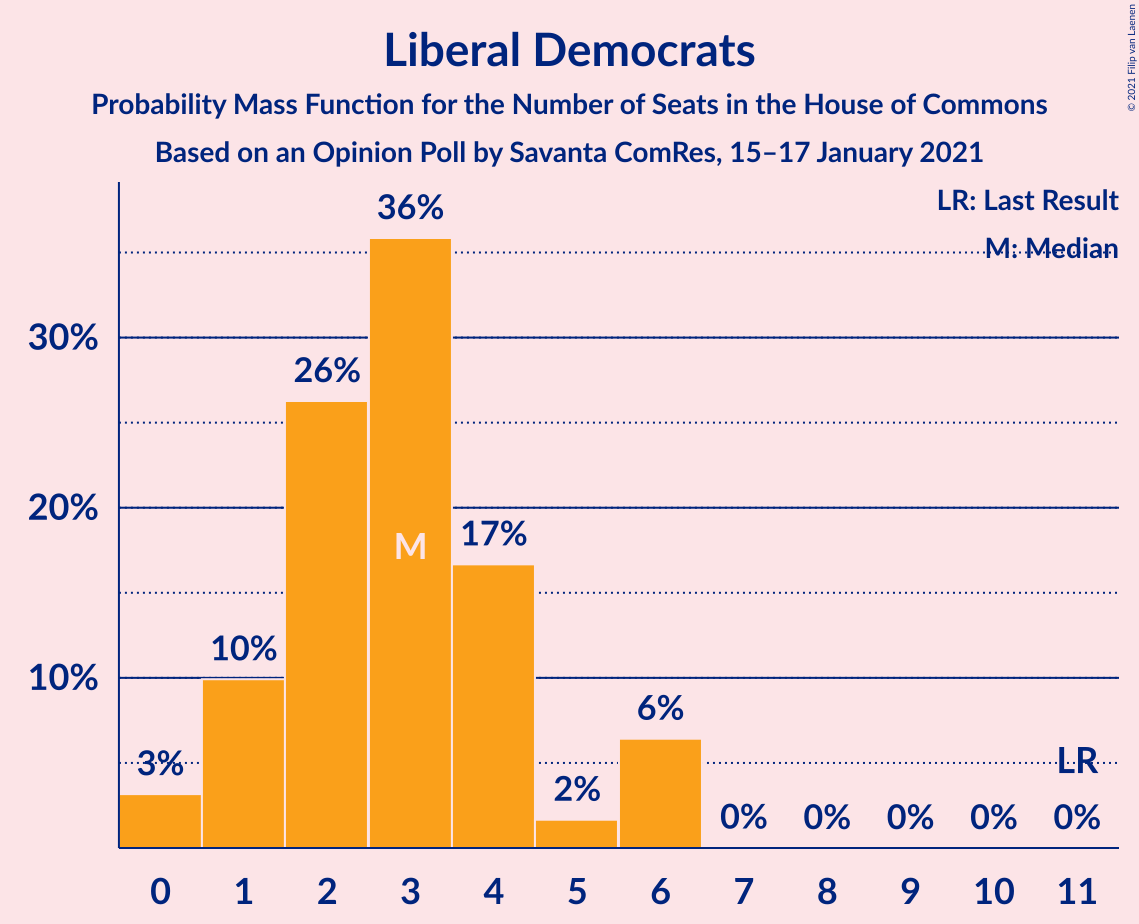 © 2021 Filip van Laenen
Liberal Democrats
Probability Mass Function for the Number of Seats in the House of Commons
Based on an Opinion Poll by Savanta ComRes, 15–17 January 2021
LR: Last Result
M: Median
36%
30%
26%
20%
17%
M
10%
10%
6%
3%
2%
LR
0% 0% 0% 0% 0%
0 1 2 3 4 5 6 7 8 9 10 11